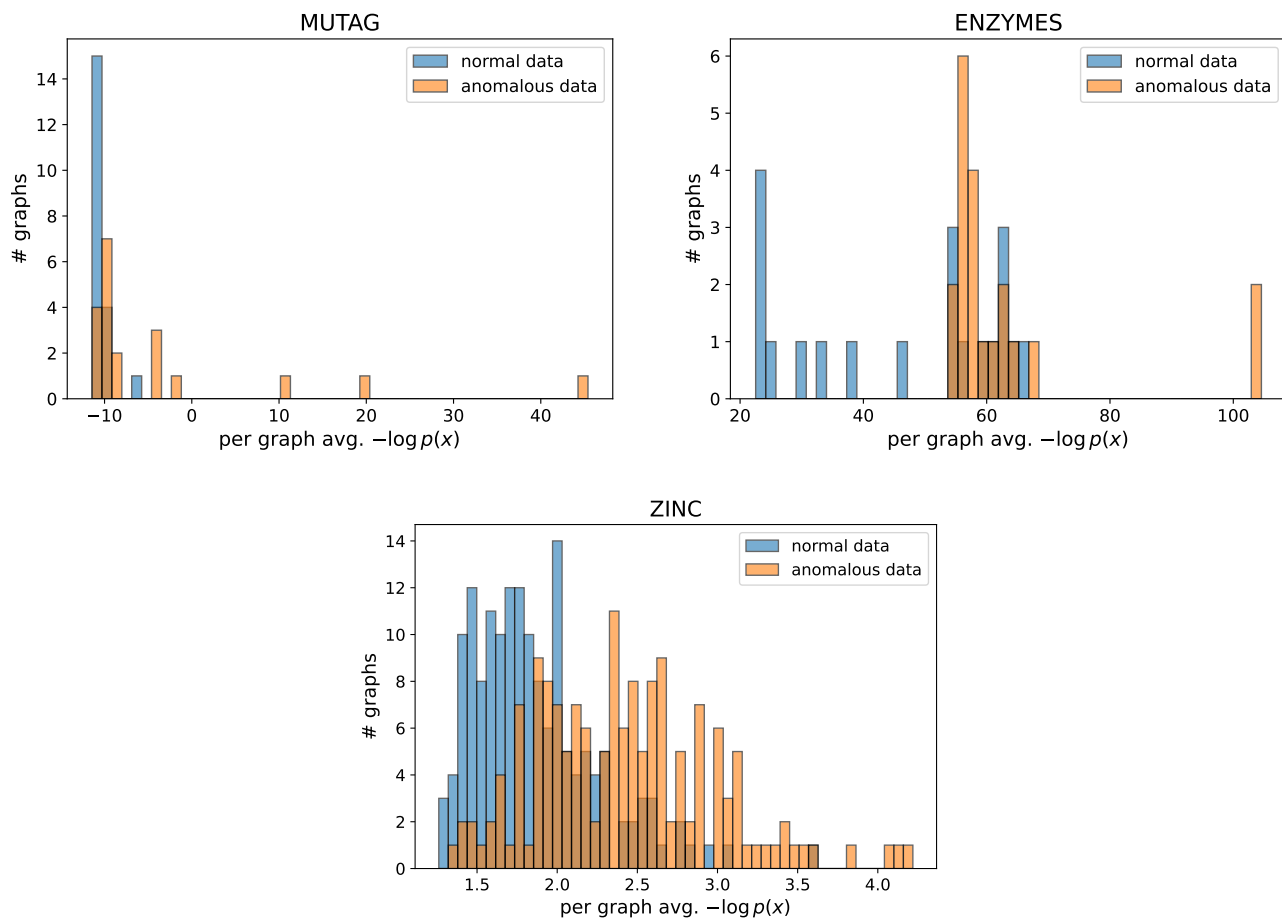 MUTAG
normal data
anomalous data
14
12
10
8
6
4
2
0
# graphs
−10
0
10
20
30
40
per graph avg. −log p(x)
ENZYMES
normal data
anomalous data
6
5
4
3
2
1
0
# graphs
20
40
60
80
100
per graph avg. −log p(x)
ZINC
normal data
anomalous data
14
12
10
8
6
4
2
0
# graphs
1.5
2.0
2.5
3.0
3.5
4.0
per graph avg. −log p(x)